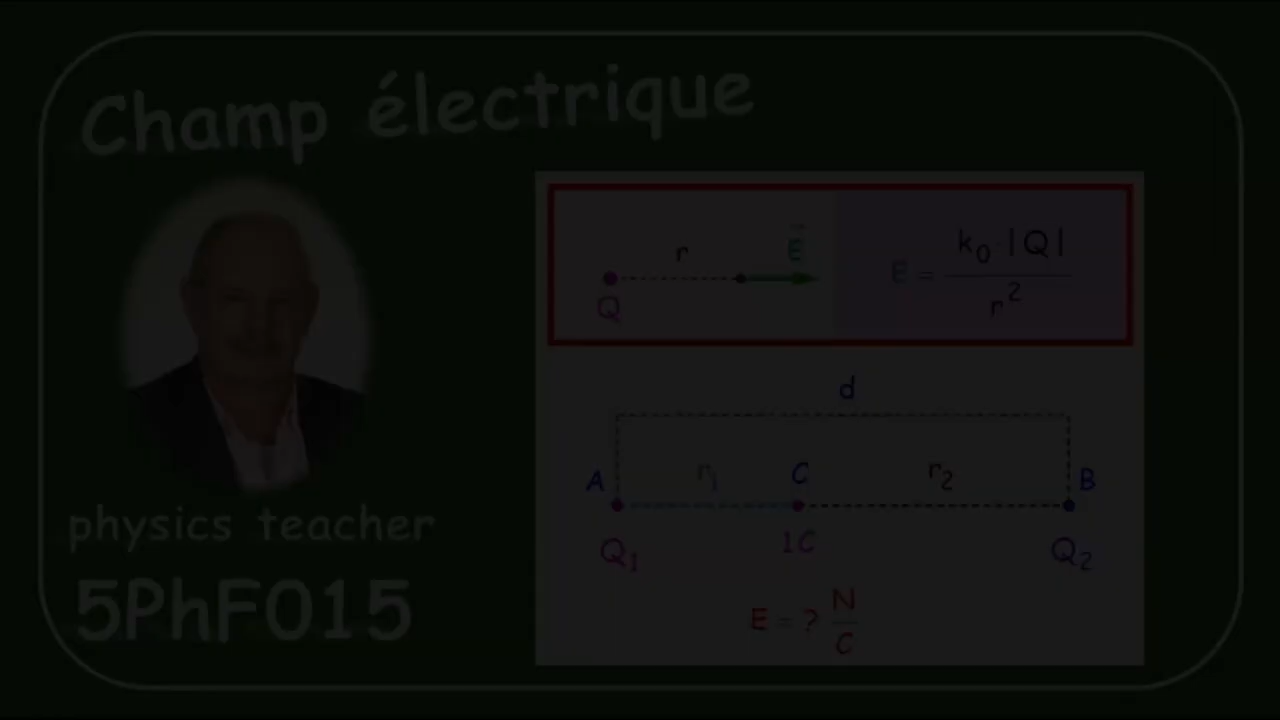 Champ électrique
r
E
Q
E = k0·|Q| / r2
d
A r1 C r2 B
Q1 1C Q2
E = ? N/C
physics teacher
5PhF015